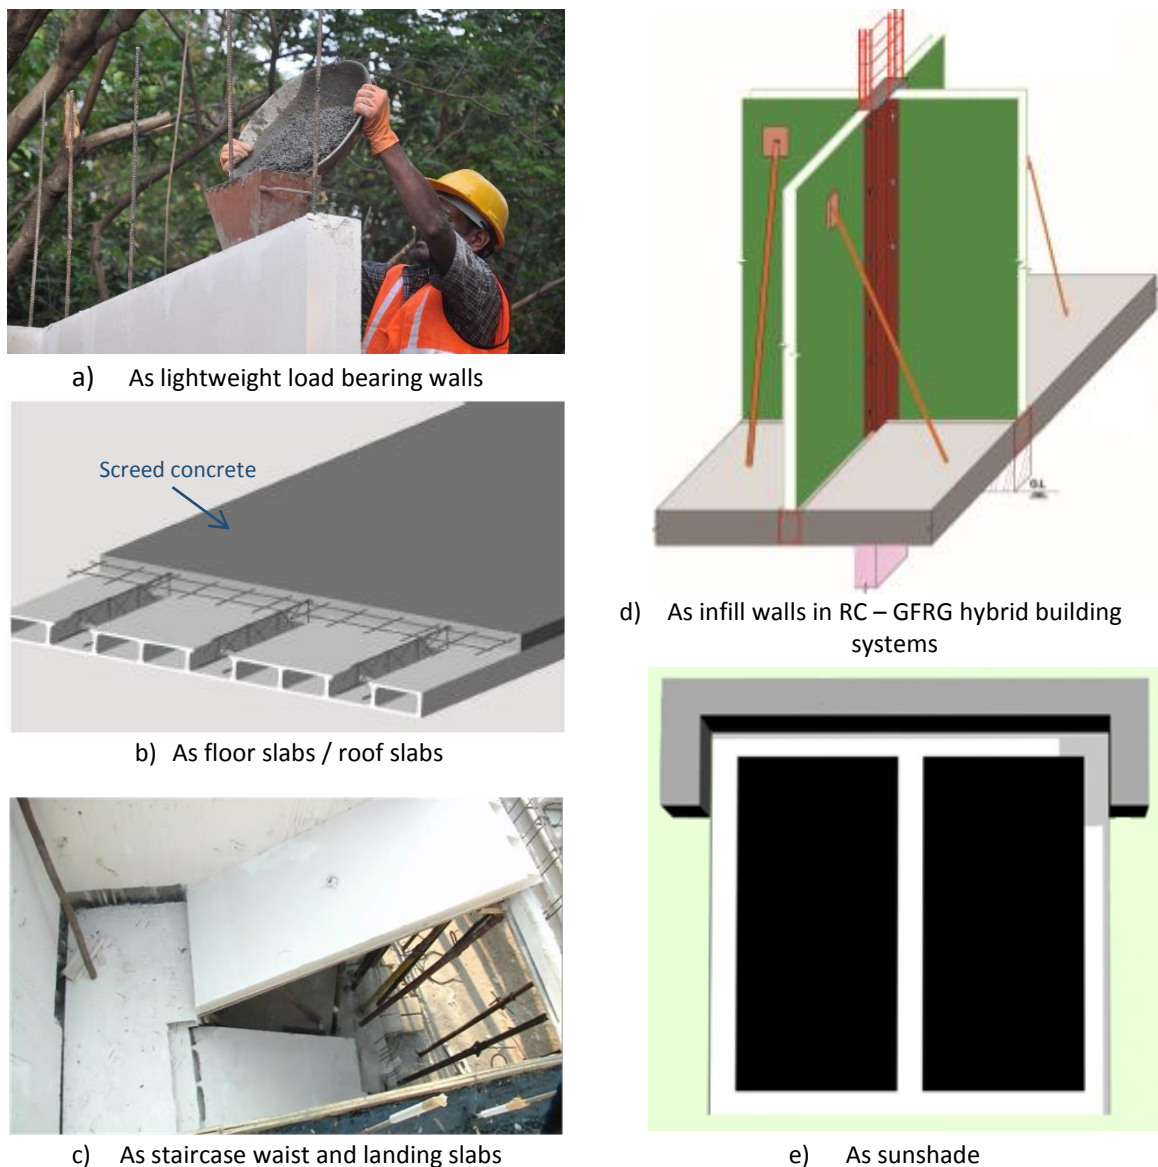 a) As lightweight load bearing walls
Screed concrete
b) As floor slabs / roof slabs
c) As staircase waist and landing slabs
GL
d) As infill walls in RC – GFRG hybrid building
systems
e) As sunshade